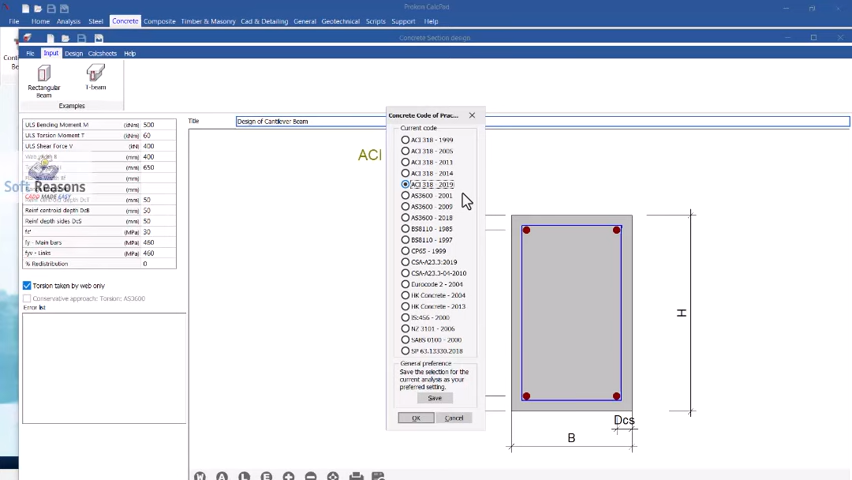 Prokon CalcPad
File Home Analysis Steel Concrete Composite Timber & Masonry Cad & Detailing General Geotechnical Scripts Support Help
Concrete Section design
File Input Design Calcsheets Help
Rectangular
Beam
T-beam
Examples
Title Design of Cantilever Beam
ULS Bending Moment M (kNm) 500
ULS Torsion Moment T (kNm) 60
ULS Shear Force V (kN) 400
(mm) 400
(mm) 650
Soft Reasons
CADD MADE EASY
Reinf centroid depth DcB (mm) 50
Reinf depth sides DcS (mm) 50
fc' (MPa) 30
fy - Main bars (MPa) 460
fyv - Links (MPa) 460
% Redistribution (%) 0
Torsion taken by web only
Conservative approach: Torsion: AS3600
Error list
ACI
Concrete Code of Prac...
Current code
ACI 318 - 1999
ACI 318 - 2005
ACI 318 - 2011
ACI 318 - 2014
ACI 318 - 2019
AS3600 - 2001
AS3600 - 2009
AS3600 - 2018
BS8110 - 1985
BS8110 - 1997
CP65 - 1999
CSA-A23.3:2019
CSA-A23.3-04-2010
Eurocode 2 - 2004
HK Concrete - 2004
HK Concrete - 2013
IS:456 - 2000
NZ 3101 - 2006
SABS 0100 - 2000
SP 63.13330.2018
General preference
Save the selection for the
current analysis as your
preferred setting.
Save
OK Cancel
H
Dcs
B